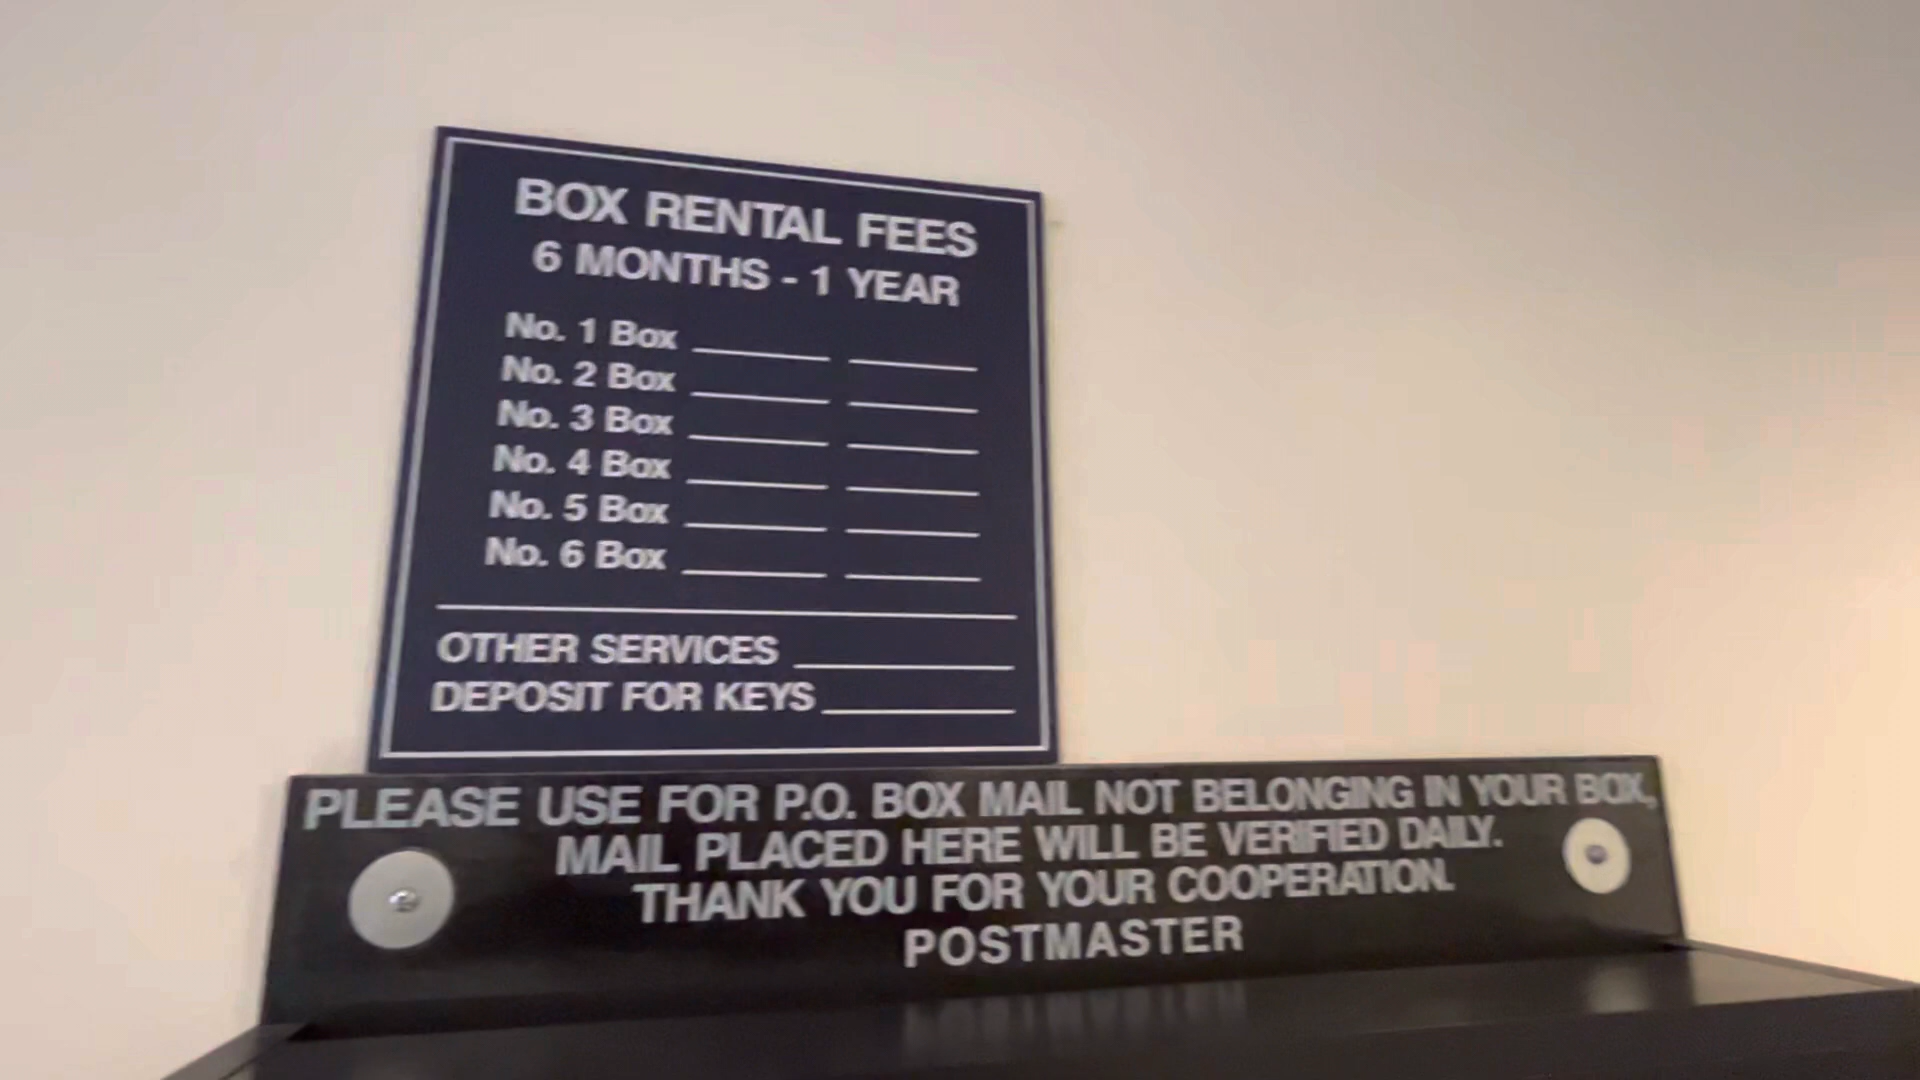 BOX RENTAL FEES
6 MONTHS - 1 YEAR
No. 1 Box
No. 2 Box
No. 3 Box
No. 4 Box
No. 5 Box
No. 6 Box
OTHER SERVICES
DEPOSIT FOR KEYS
PLEASE USE FOR P.O. BOX MAIL NOT BELONGING IN YOUR BOX,
MAIL PLACED HERE WILL BE VERIFIED DAILY.
THANK YOU FOR YOUR COOPERATION.
POSTMASTER